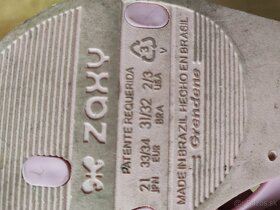 zaxy
PATENTE REQUERIDA
21 33/34 31/32 2/3
JPN EUR BRA USA
3
V
MADE IN BRAZIL HECHO EN BRASIL
Grendene